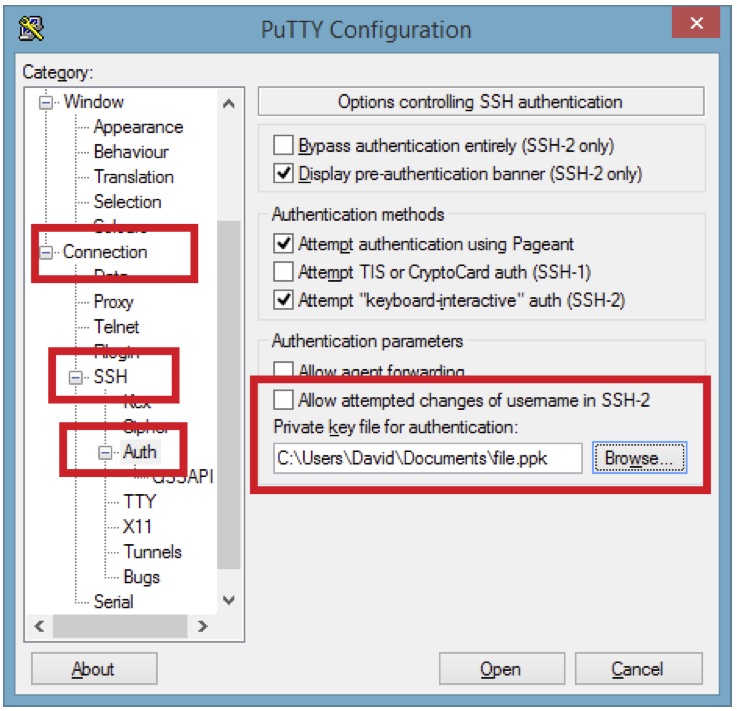 PuTTY Configuration
Category:
Window
Appearance
Behaviour
Translation
Selection
Colours
Connection
Data
Proxy
Telnet
Rlogin
SSH
Kex
Cipher
Auth
GSSAPI
TTY
X11
Tunnels
Bugs
Serial
Options controlling SSH authentication
Bypass authentication entirely (SSH-2 only)
Display pre-authentication banner (SSH-2 only)
Authentication methods
Attempt authentication using Pageant
Attempt TIS or CryptoCard auth (SSH-1)
Attempt "keyboard-interactive" auth (SSH-2)
Authentication parameters
Allow agent forwarding
Allow attempted changes of username in SSH-2
Private key file for authentication:
C:\Users\David\Documents\file.ppk
Browse...
About
Open
Cancel